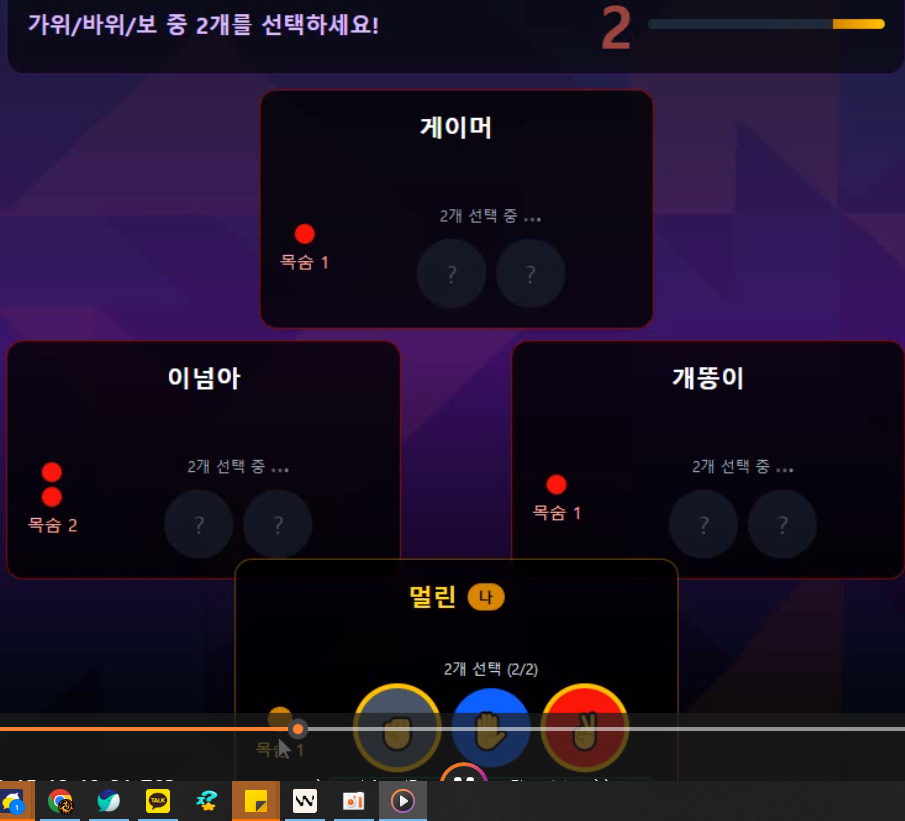 가위/바위/보 중 2개를 선택하세요!
2
게이머
2개 선택 중 ...
목숨 1
? ?
이넘아
2개 선택 중 ...
목숨 2
? ?
개똥이
2개 선택 중 ...
목숨 1
? ?
멀린 나
2개 선택 (2/2)
목숨 1
1
TALK